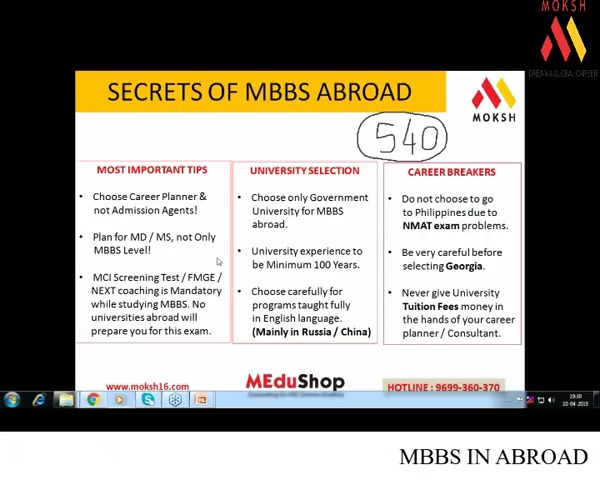 MOKSH
SECRETS OF MBBS ABROAD
MOKSH
540
MOST IMPORTANT TIPS
• Choose Career Planner &
not Admission Agents!
• Plan for MD / MS, not Only
MBBS Level!
• MCI Screening Test / FMGE /
NEXT coaching is Mandatory
while studying MBBS. No
universities abroad will
prepare you for this exam.
UNIVERSITY SELECTION
• Choose only Government
University for MBBS
abroad.
• University experience to
be Minimum 100 Years.
• Choose carefully for
programs taught fully
in English language.
(Mainly in Russia / China)
CAREER BREAKERS
• Do not choose to go
to Philippines due to
NMAT exam problems.
• Be very careful before
selecting Georgia.
• Never give University
Tuition Fees money in
the hands of your career
planner / Consultant.
www.moksh16.com
MEduShop
HOTLINE : 9699-360-370
19:30
10-04-2019
MBBS IN ABROAD